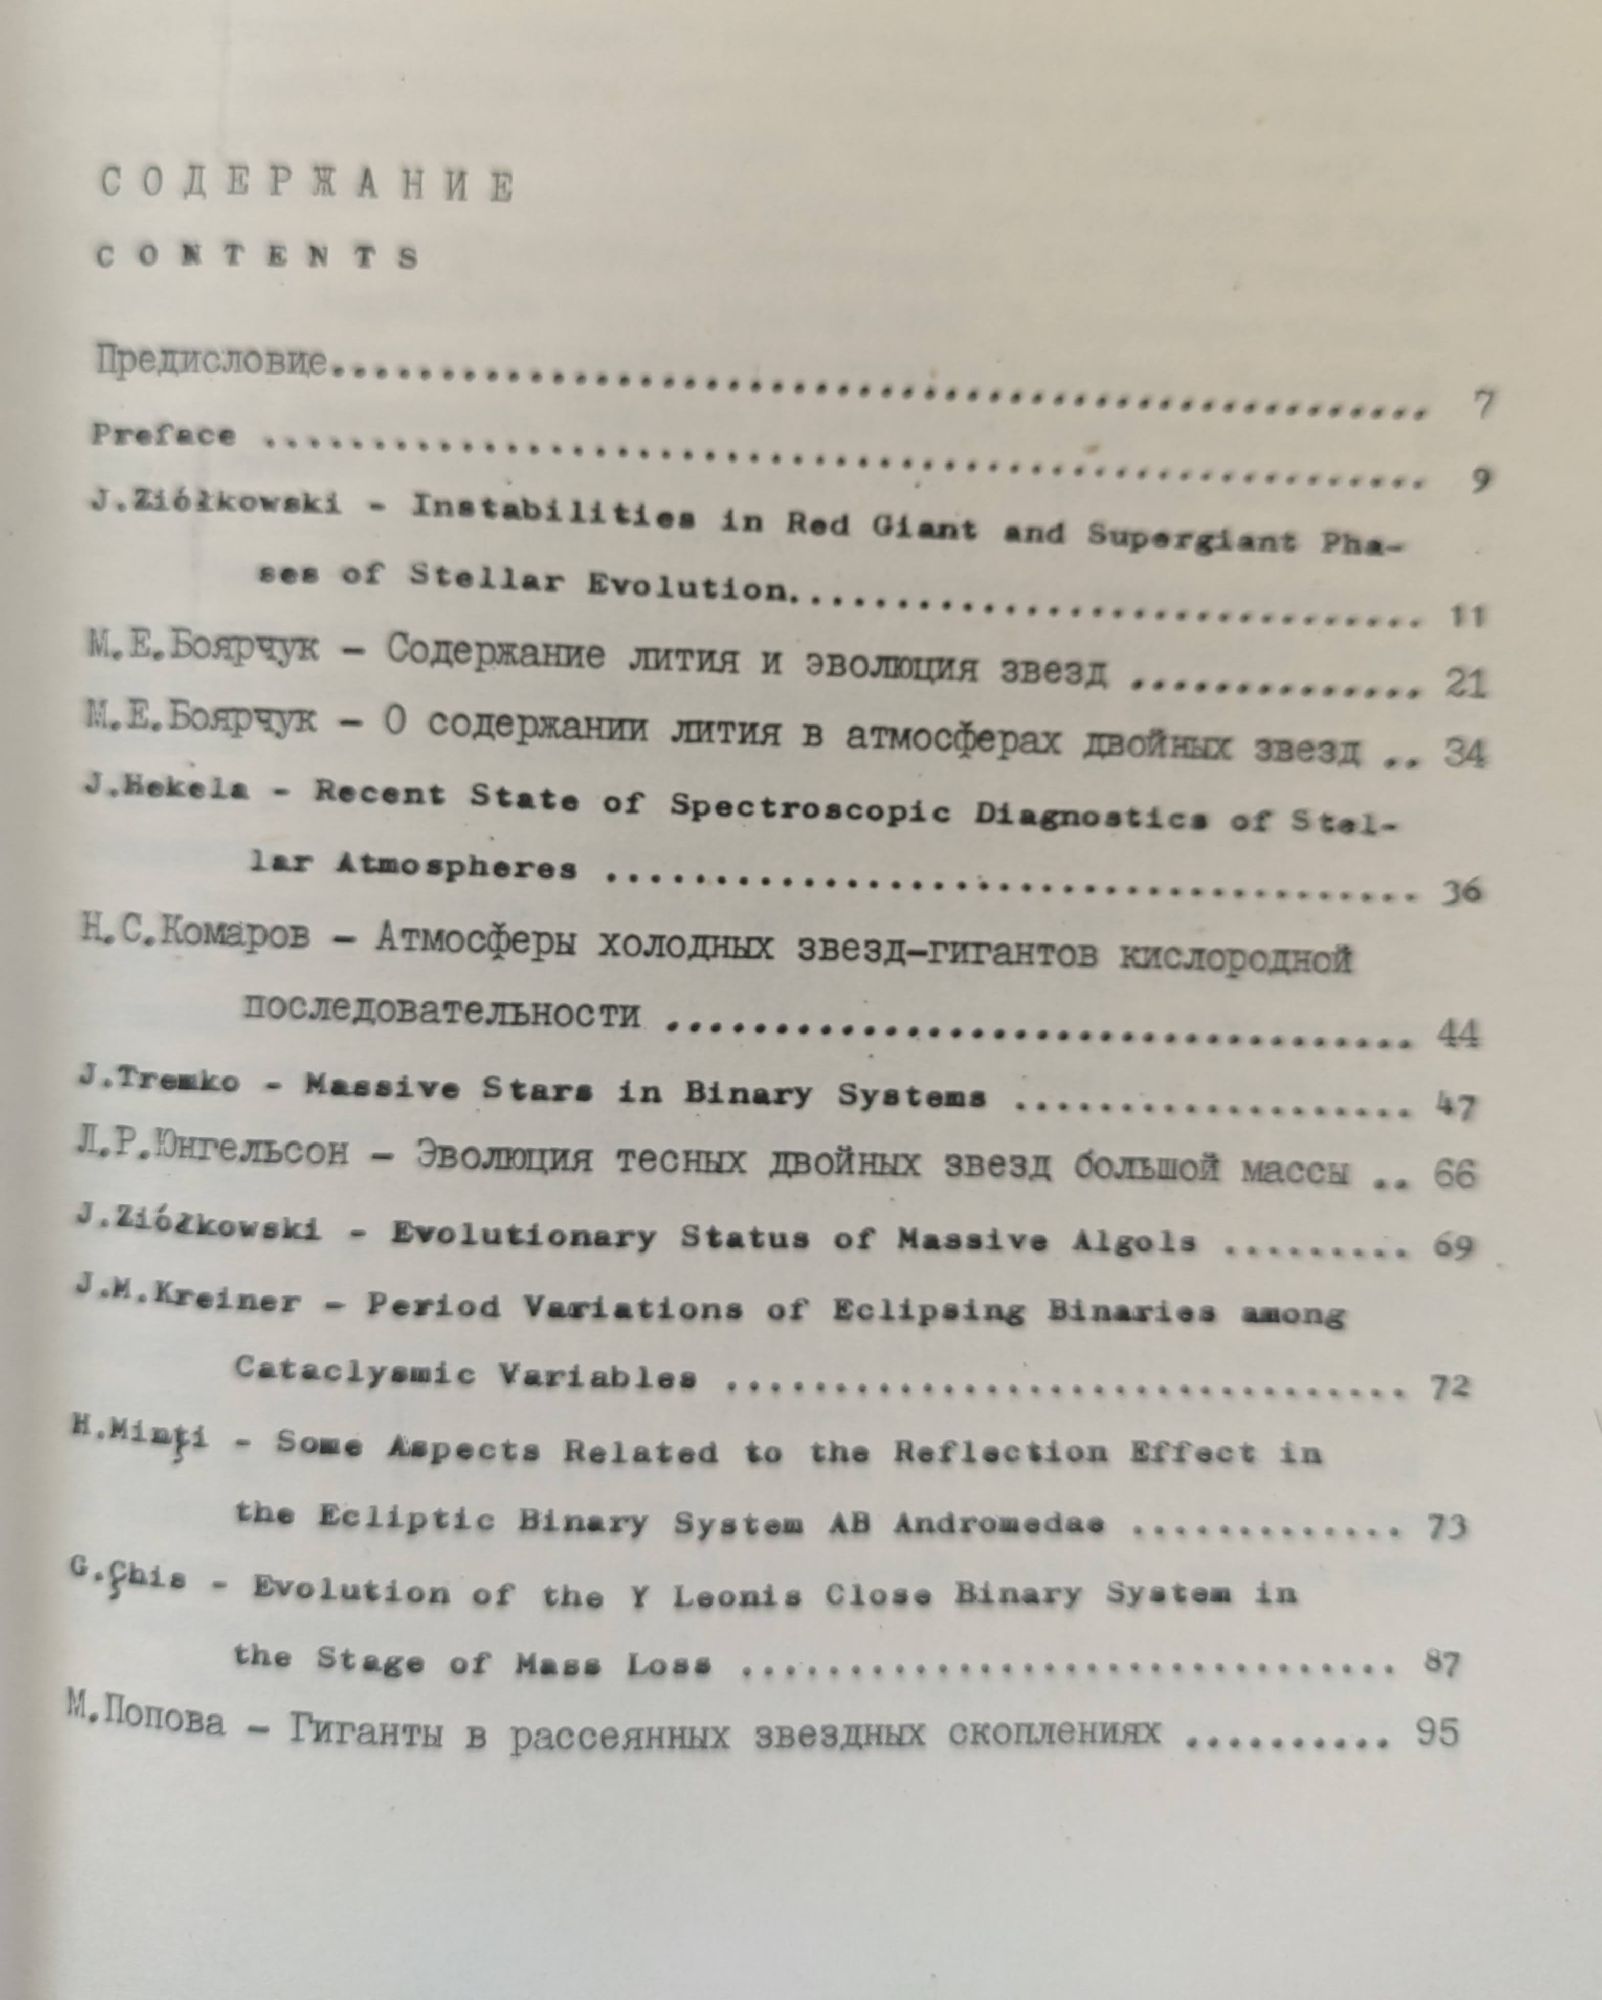 СОДЕРЖАНИЕ
CONTENTS
Предисловие.................................................... 7
Preface ...................................................... 9
J.Ziółkowski - Instabilities in Red Giant and Supergiant Pha-
ses of Stellar Evolution.............................. 11
М.Е.Боярчук - Содержание лития и эволюция звезд .............. 21
М.Е.Боярчук - О содержании лития в атмосферах двойных звезд .. 34
J.Hekela - Recent State of Spectroscopic Diagnostics of Stel-
lar Atmospheres ...................................... 36
Н.С.Комаров - Атмосферы холодных звезд-гигантов кислородной
последовательности ................................... 44
J.Tremko - Massive Stars in Binary Systems ................... 47
Л.Р.Юнгельсон - Эволюция тесных двойных звезд большой массы .. 66
J.Ziółkowski - Evolutionary Status of Massive Algols ......... 69
J.M.Kreiner - Period Variations of Eclipsing Binaries among
Cataclysmic Variables ................................ 72
H.Minţi - Some Aspects Related to the Reflection Effect in
the Ecliptic Binary System AB Andromedae ............. 73
G.Çhis - Evolution of the Y Leonis Close Binary System in
the Stage of Mass Loss ............................... 87
М.Попова - Гиганты в рассеянных звездных скоплениях .......... 95